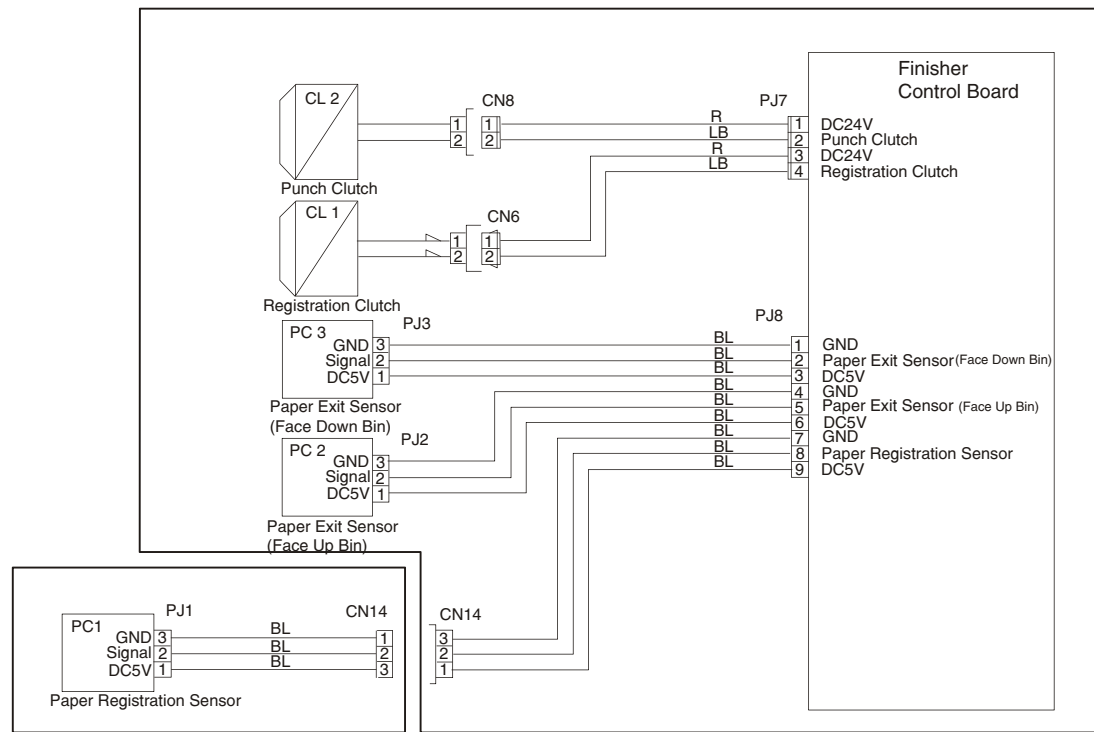 Finisher
Control Board
CL 2
CN8
PJ7
1
2
1
2
R
LB
R
LB
1 DC24V
2 Punch Clutch
3 DC24V
4 Registration Clutch
Punch Clutch
CL 1
CN6
1
2
1
2
Registration Clutch
PC 3
PJ3
GND 3
Signal 2
DC5V 1
Paper Exit Sensor
(Face Down Bin)
PC 2
PJ2
GND 3
Signal 2
DC5V 1
Paper Exit Sensor
(Face Up Bin)
PJ8
BL
BL
BL
BL
BL
BL
BL
BL
BL
1 GND
2 Paper Exit Sensor (Face Down Bin)
3 DC5V
4 GND
5 Paper Exit Sensor (Face Up Bin)
6 DC5V
7 GND
8 Paper Registration Sensor
9 DC5V
PC1
PJ1
CN14
CN14
GND 3
Signal 2
DC5V 1
BL
BL
BL
1
2
3
3
2
1
Paper Registration Sensor